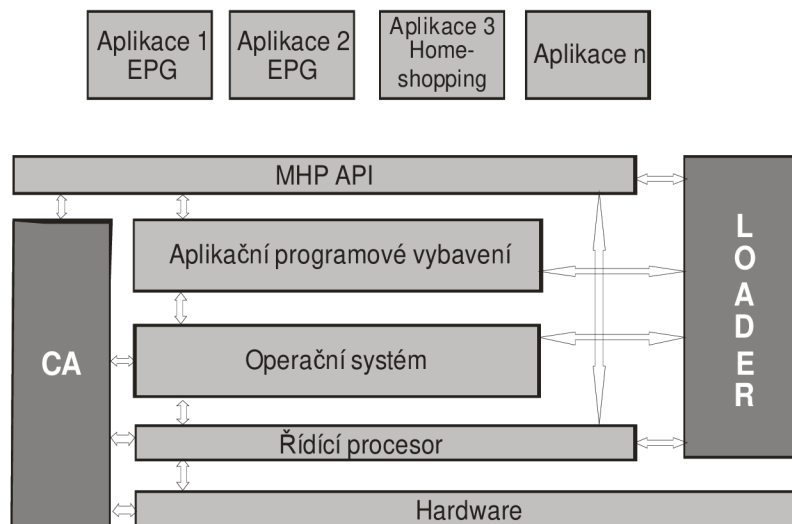 Aplikace 1
EPG
Aplikace 2
EPG
Aplikace 3
Home-
shopping
Aplikace n
MHP API
Aplikační programové vybavení
Operační systém
Řídící procesor
Hardware
CA
LOADER